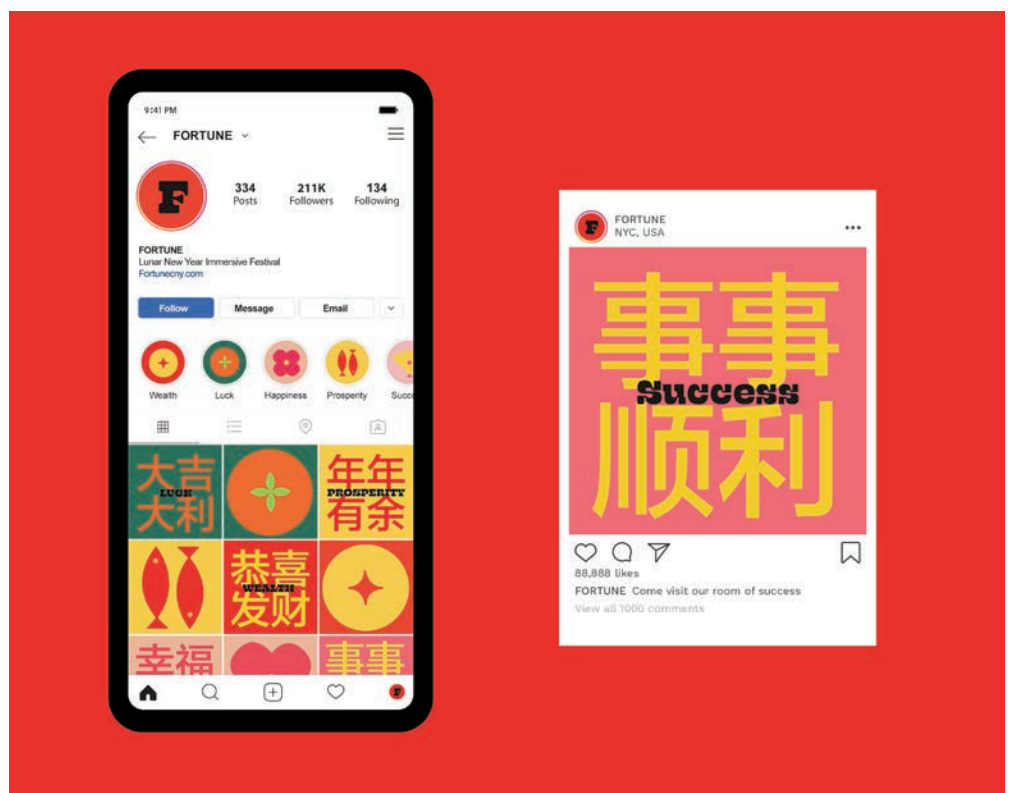 9:41 PM
FORTUNE
F
334 211K 134
Posts Followers Following
FORTUNE
Lunar New Year Immersive Festival
Fortunecny.com
Follow Message Email
Wealth Luck Happiness Prosperity Succe
大吉
LUCK
大利
年年
PROSPERITY
有余
恭喜
WEALTH
发财
幸福
事事
F
F
FORTUNE
NYC, USA
事事
Success
顺利
88,888 likes
FORTUNE Come visit our room of success
View all 1000 comments